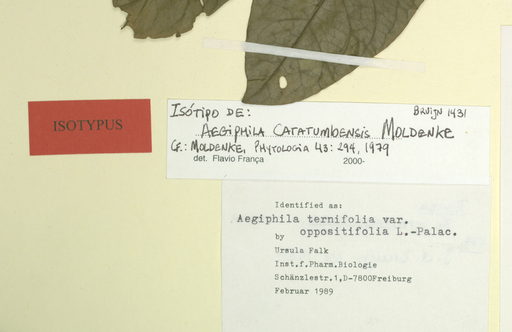 ISOTYPUS
ISÓTIPO DE: BRUIJN 1431
AEGIPHILA CATATUMBENSIS MOLDENKE
CF.: MOLDENKE, PHYTOLOGIA 43: 294, 1979
det. Flavio França 2000-
Identified as:
Aegiphila ternifolia var.
oppositifolia L.-Palac.
by
Ursula Falk
Inst.f.Pharm.Biologie
Schänzlestr.1,D-7800Freiburg
Februar 1989